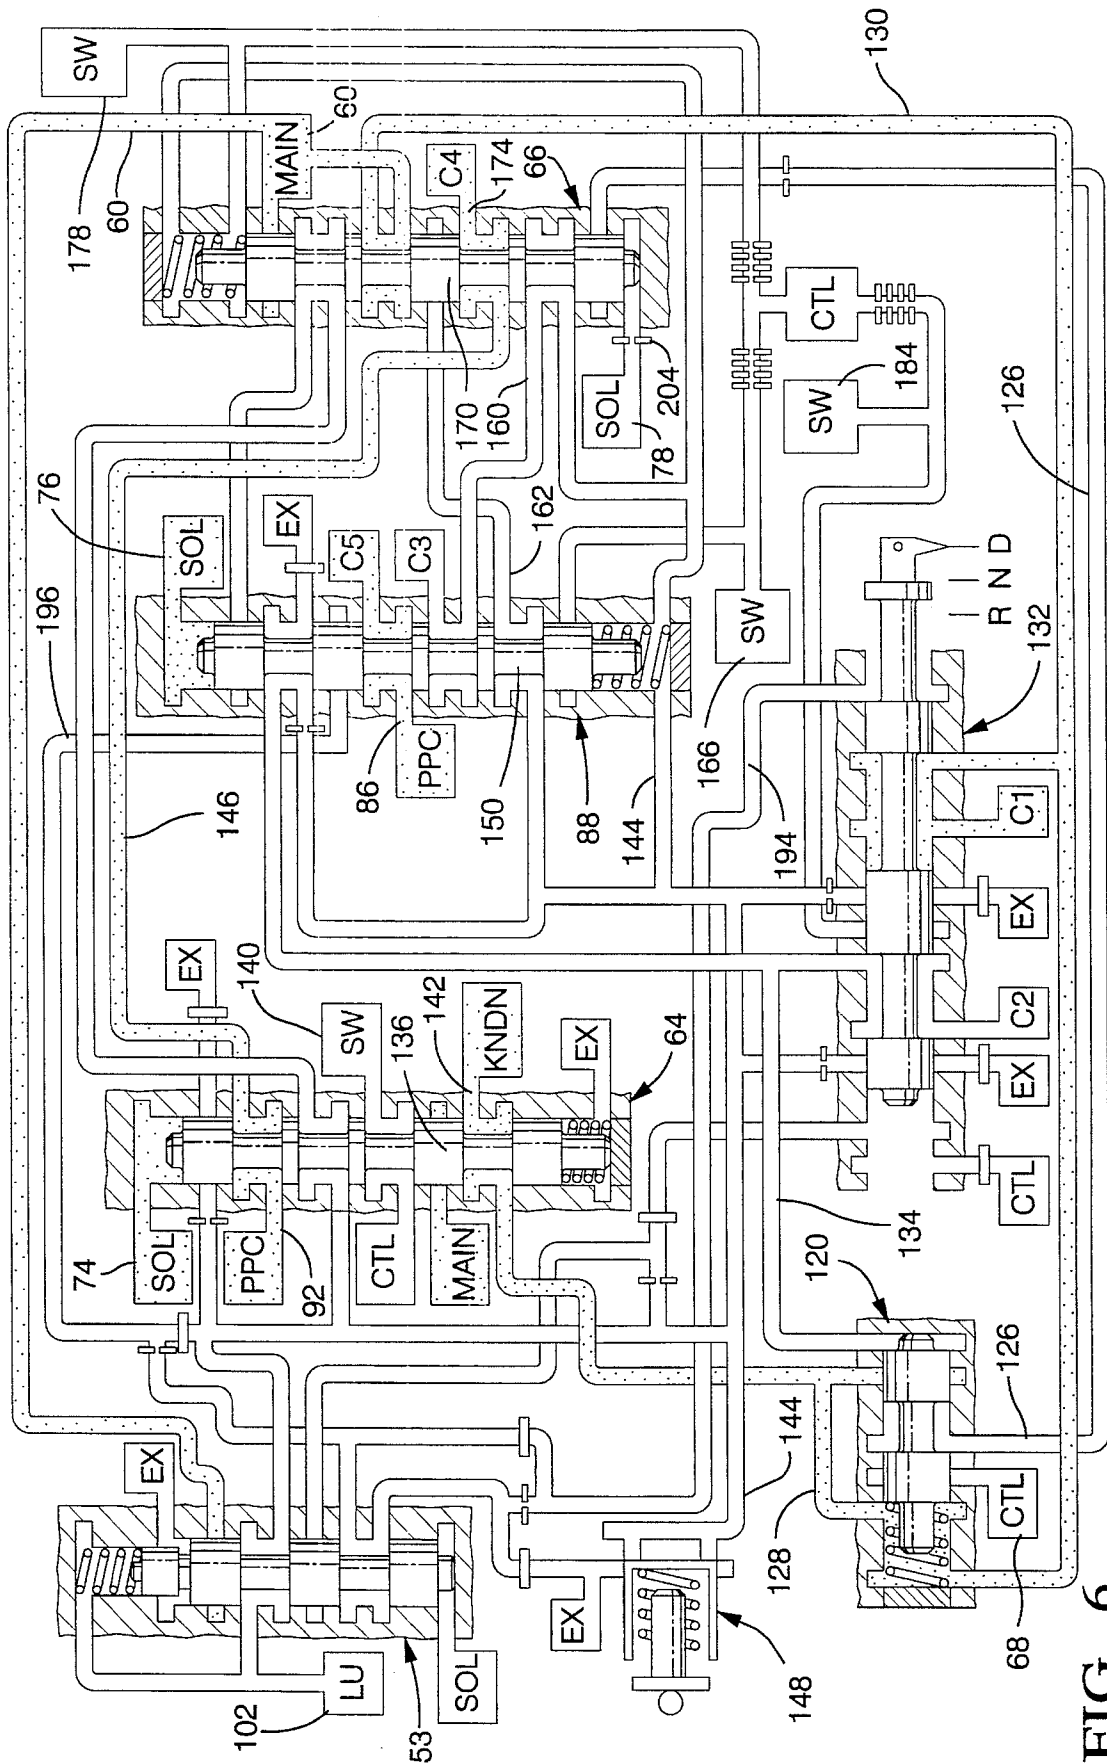 SW
178
60
MAIN
60
C4
174
66
130
170
160
SOL
78
204
CTL
SW
184
126
76
SOL
196
EX
C5
C3
162
86
PPC
150
88
144
SW
166
194
R N D
132
C1
EX
C2
EX
CTL
146
EX
140
SW
136
142
KNDN
EX
64
74
SOL
PPC
92
CTL
MAIN
134
120
126
CTL
68
128
144
EX
LU
102
SOL
53
EX
148
FIG. 6